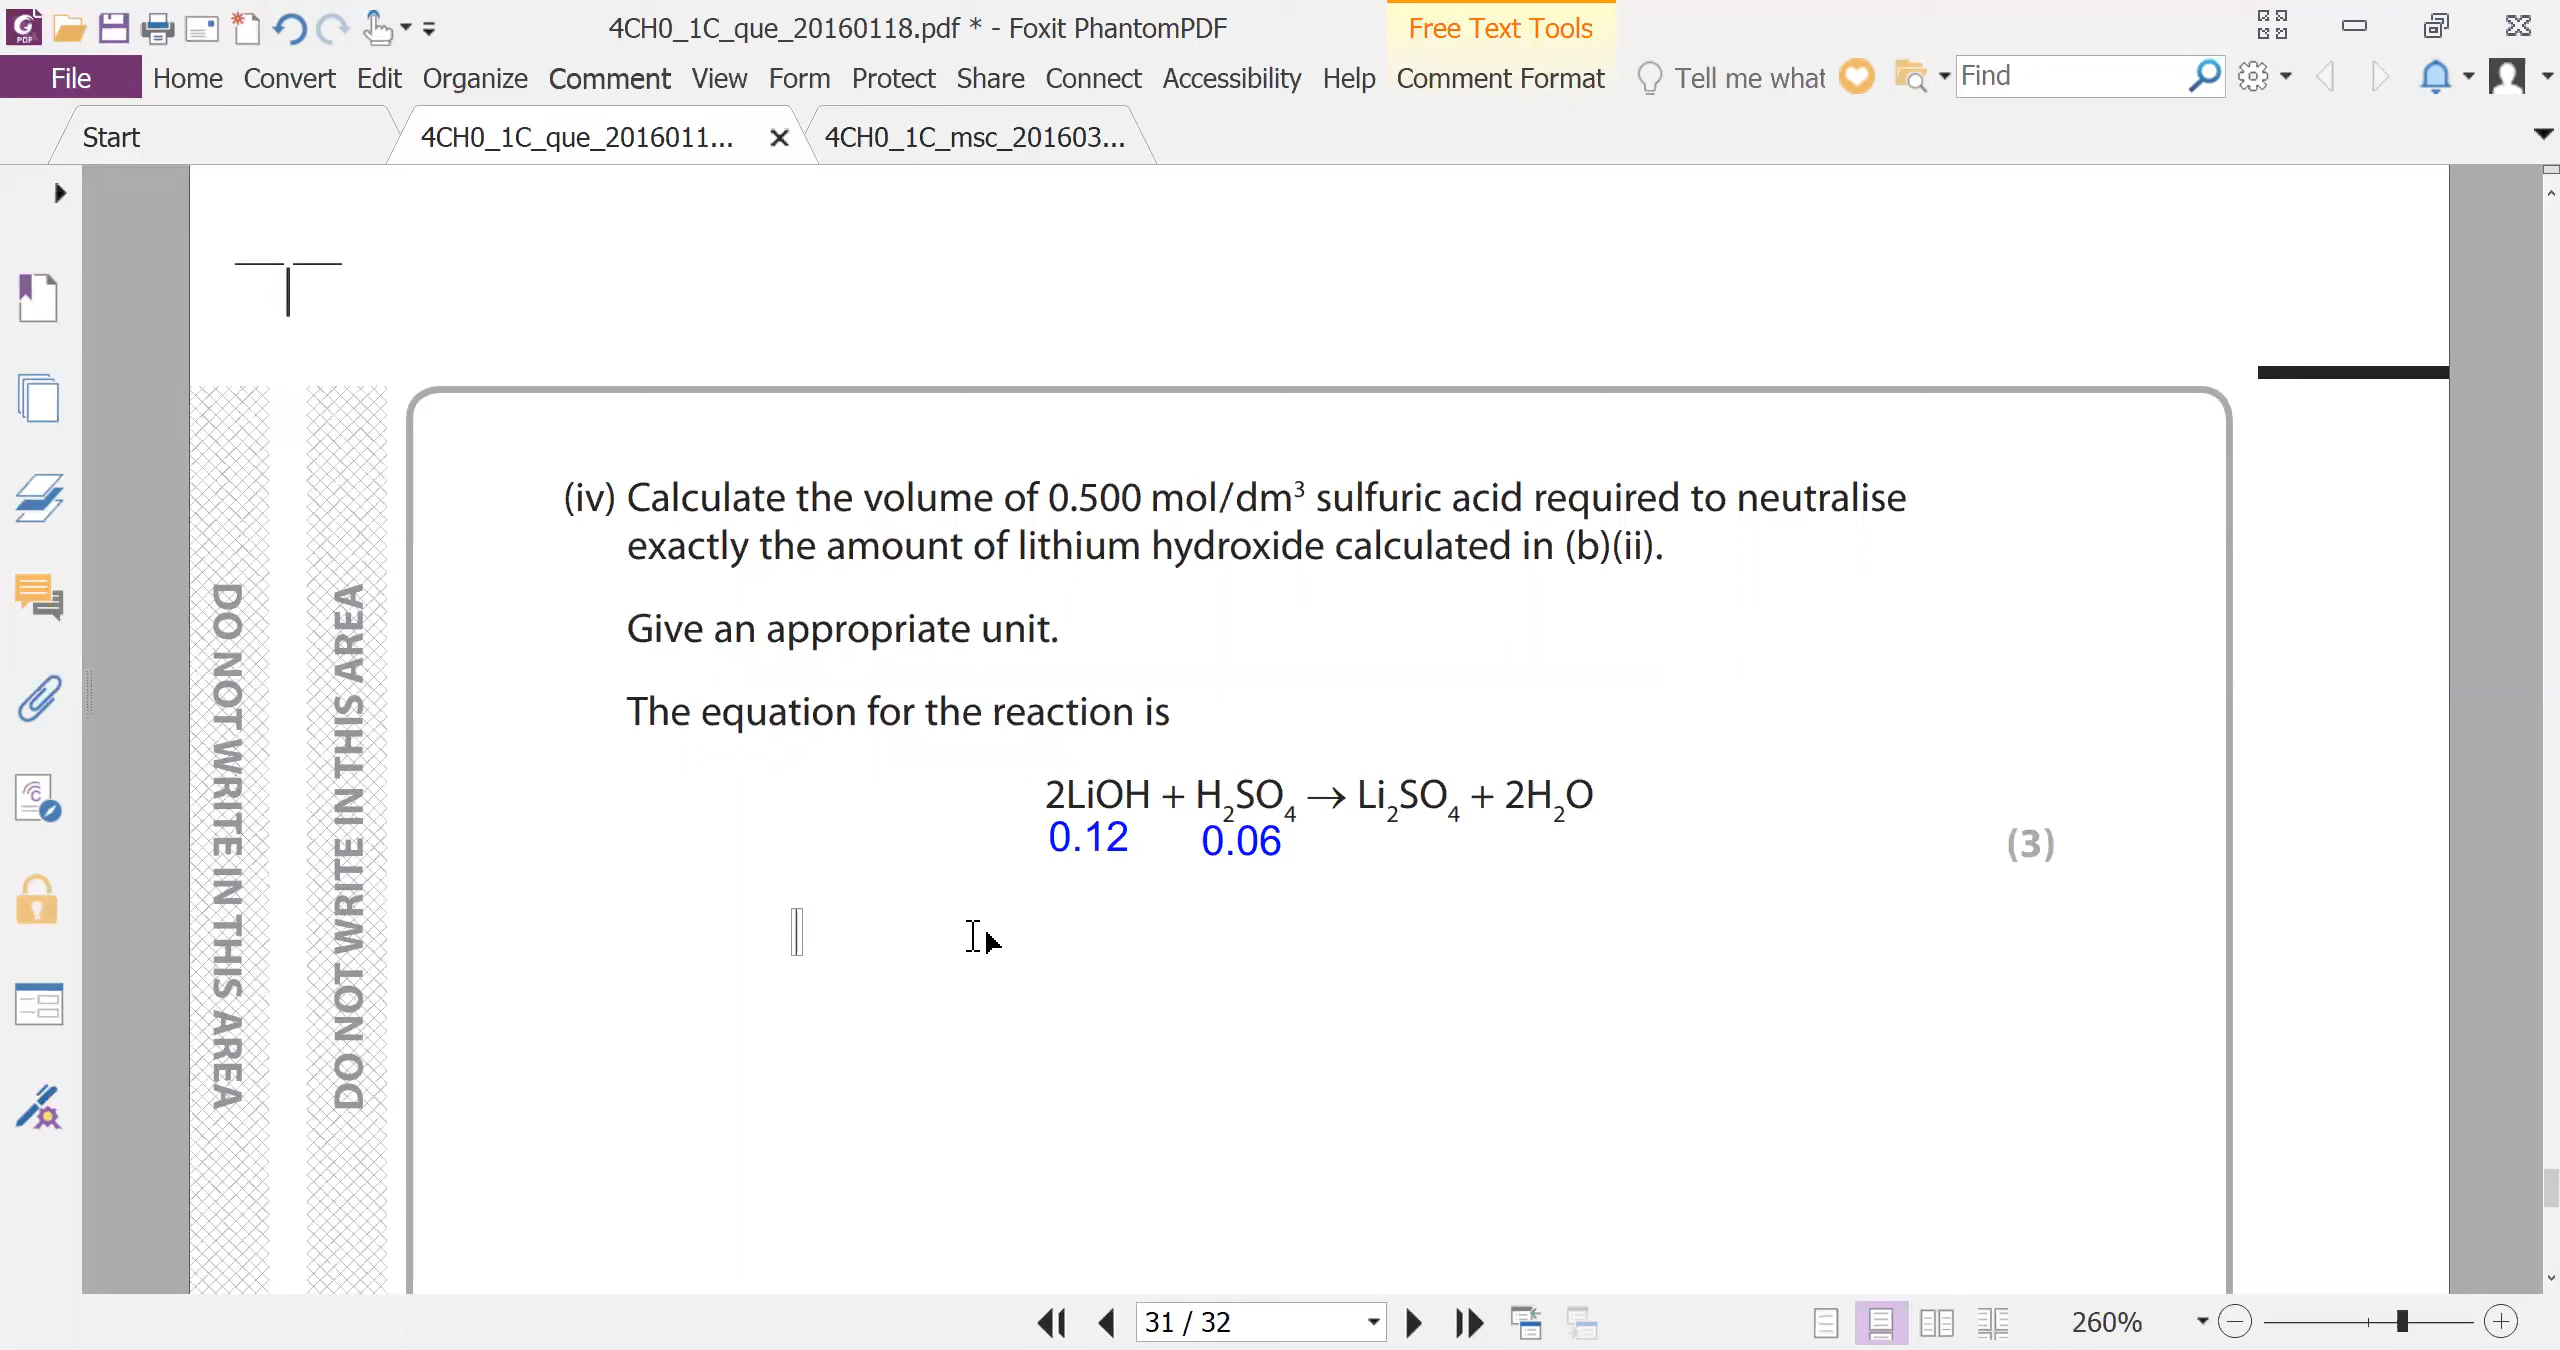 4CH0_1C_que_20160118.pdf * - Foxit PhantomPDF
Free Text Tools
File Home Convert Edit Organize Comment View Form Protect Share Connect Accessibility Help Comment Format Tell me what Find
Start 4CH0_1C_que_2016011... 4CH0_1C_msc_201603...
(iv) Calculate the volume of 0.500 mol/dm³ sulfuric acid required to neutralise
exactly the amount of lithium hydroxide calculated in (b)(ii).
Give an appropriate unit.
The equation for the reaction is
2LiOH + H₂SO₄ → Li₂SO₄ + 2H₂O
0.12 0.06
(3)
DO NOT WRITE IN THIS AREA
DO NOT WRITE IN THIS AREA
31 / 32
260%